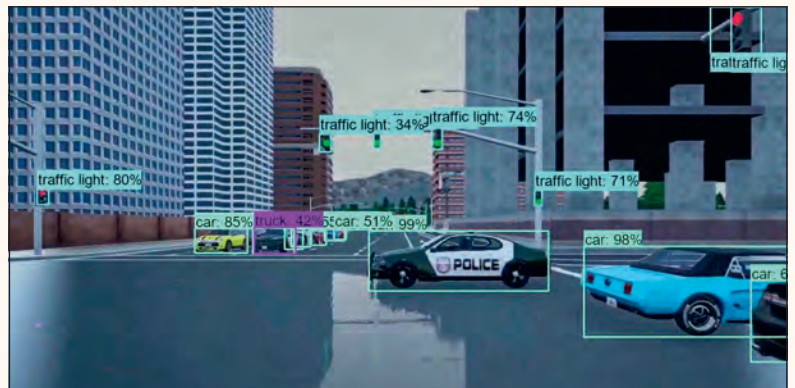 traffic light: 34%
traffic light: 74%
traffic light: 80%
traffic light: 71%
car: 85%
truck: 42%
car: 51%
99%
car: 98%
POLICE